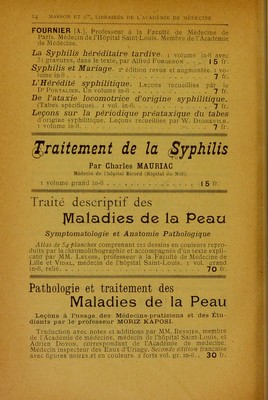 14 MASSON ET Cie, LIBRAIRES DE L'ACADÉMIE DE MÉDECINE
FOURNIER (A.), Professeur à la Faculté de Médecine de
Paris, Médecin de l'Hôpital Saint-Louis, Membre de l'Académie
de Médecine.
La Syphilis héréditaire tardive. 1 volume in-8 avec
31 gravures, dans le texte, par Alfred FOURNIER . . . 15 fr.
Syphilis et Mariage. 2e édition revue et augmentée. 1 vo-
lume in-8 . . . 7 fr.
L'Hérédité syphilitique. Leçons recueillies par le
Dr PORTALIER. Un volume in-8 . . . 7 fr.
De l'ataxie locomotrice d'origine syphilitique.
(Tabes spécifique). 1 vol. in-8 . . . 7 fr.
Leçons sur la période préataxique du tabes
d'origine syphilitique. Leçons recueillies par W.
1 volume in-8. . . . 7 fr.
Traitement de la Syphilis
Par Charles MAURIAC
Médecin de l'hôpital Ricord (Hôpital du Midi).
1 volume grand in-8 . . . 15 fr.
Traité descriptif des
Maladies de la Peau
Symptomatologie et Anatomie Pathologique
Atlas de 54 planches comprenant 122 dessins en couleurs repro-
duits par la chromolithographie et accompagnés d'un texte expli-
catif par MM. LELOIR, professeur à la Faculté de Médecine de
Lille et VIDAL, médecin de l'hôpital Saint-Louis. 1 vol. grand
in-8, relié. . . . 70 fr.
Pathologie et traitement des
Maladies de la Peau
Leçons à l'usage des Médecins-praticiens et des Étu-
diants par le professeur MORIZ KAPOSI.
Traduction avec notes et additions par MM. BESNIER, membre
de l'Académie de médecine, médecin de l'hôpital Saint-Louis, et
Adrien DOYON, correspondant de l'Académie de médecine,
Médecin inspecteur des Eaux d'Uriage. Seconde édition française
avec figures noires et en couleurs. 2 forts vol. gr. in-8. . 30 fr.